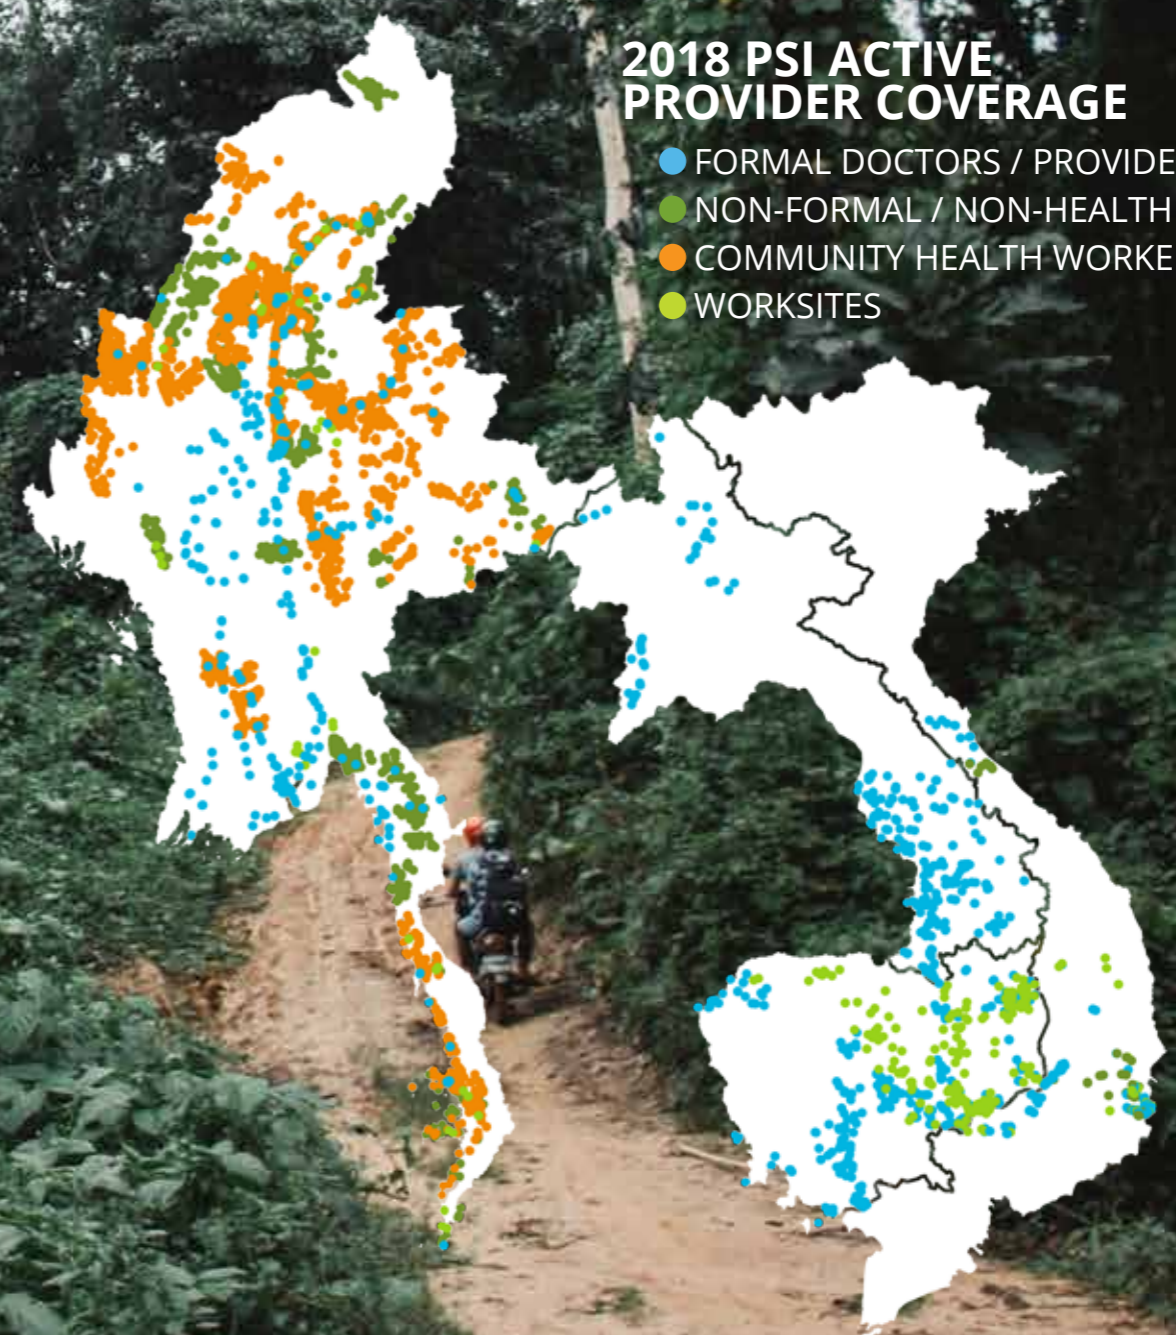 2018 PSI ACTIVE
PROVIDER COVERAGE
FORMAL DOCTORS / PROVIDE
NON-FORMAL / NON-HEALTH
COMMUNITY HEALTH WORKE
WORKSITES